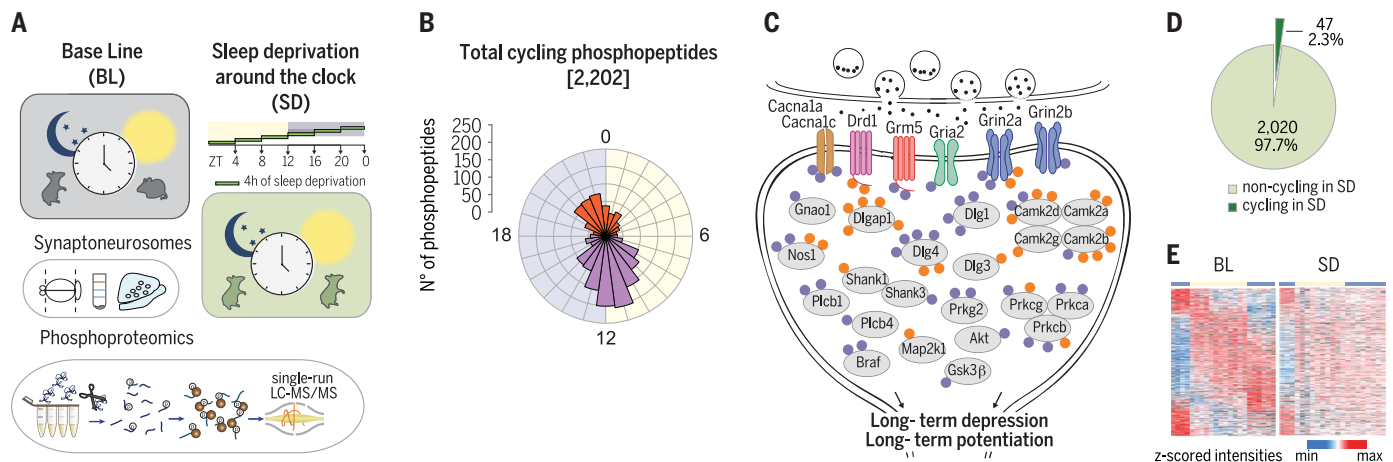 A
Base Line
(BL)
Sleep deprivation
around the clock
(SD)
ZT 4 8 12 16 20 0
4h of sleep deprivation
Synaptoneurosomes
Phosphoproteomics
single-run
LC-MS/MS
B
Total cycling phosphopeptides
[2,202]
N° of phosphopeptides
250
200
150
100
50
0
0
18
6
12
C
Cacna1a
Cacna1c
Drd1
Grm5
Gria2
Grin2a
Grin2b
Gnao1
Dlgap1
Dlg1
Camk2d
Camk2a
Nos1
Dlg4
Camk2g
Camk2b
Shank1
Dlg3
Shank3
Plcb1
Prkg2
Prkcg
Prkca
Plcb4
Prkcb
Map2k1
Akt
Braf
Gsk3β
Long- term depression
Long- term potentiation
D
47
2.3%
2,020
97.7%
non-cycling in SD
cycling in SD
E
BL
SD
z-scored intensities
min
max